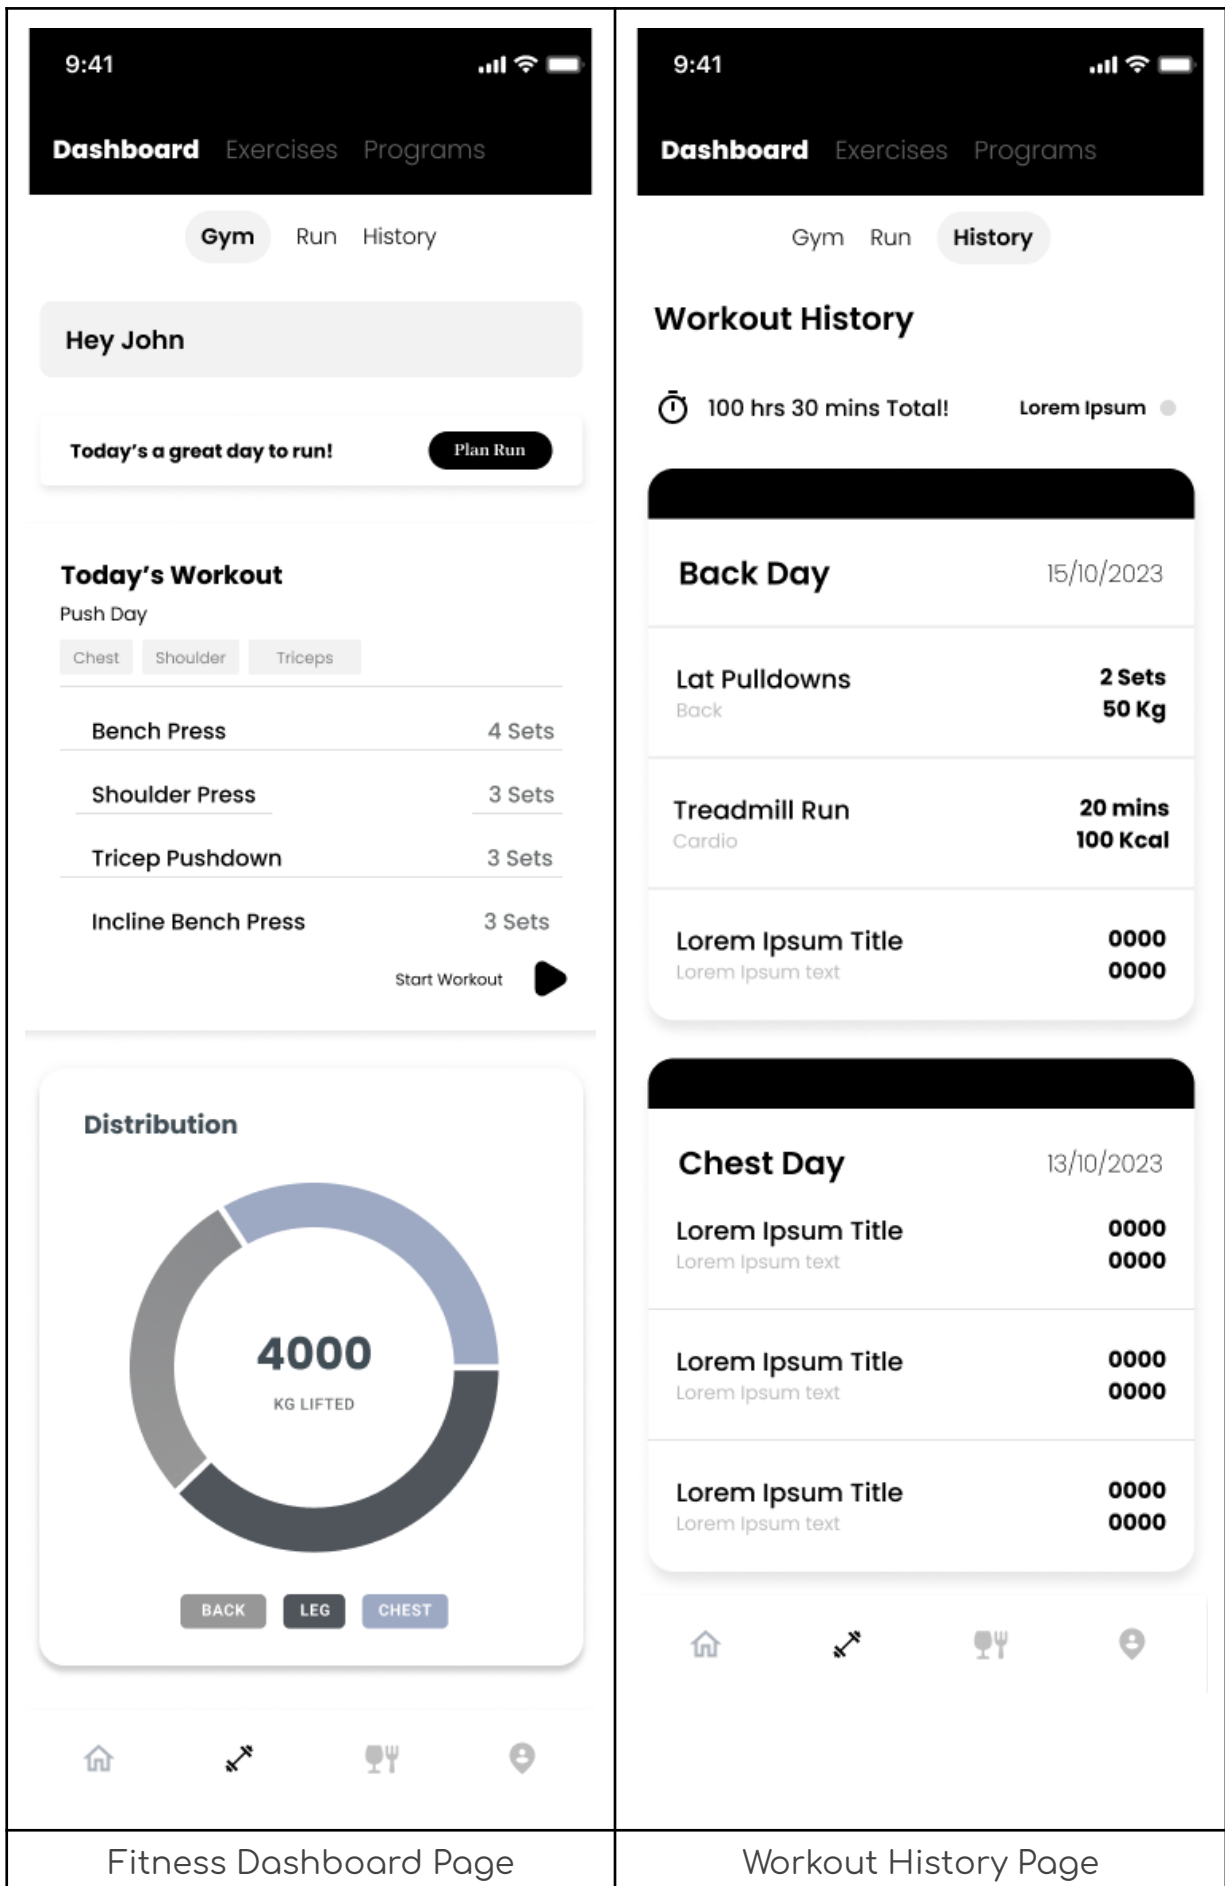 9:41
Dashboard Exercises Programs
Gym Run History
Hey John
Today's a great day to run! Plan Run
Today's Workout
Push Day
Chest Shoulder Triceps
Bench Press 4 Sets
Shoulder Press 3 Sets
Tricep Pushdown 3 Sets
Incline Bench Press 3 Sets
Start Workout
Distribution
4000
KG LIFTED
BACK LEG CHEST
Fitness Dashboard Page
9:41
Dashboard Exercises Programs
Gym Run History
Workout History
100 hrs 30 mins Total! Lorem Ipsum
Back Day 15/10/2023
Lat Pulldowns 2 Sets
Back 50 Kg
Treadmill Run 20 mins
Cardio 100 Kcal
Lorem Ipsum Title 0000
Lorem Ipsum text 0000
Chest Day 13/10/2023
Lorem Ipsum Title 0000
Lorem Ipsum text 0000
Lorem Ipsum Title 0000
Lorem Ipsum text 0000
Lorem Ipsum Title 0000
Lorem Ipsum text 0000
Workout History Page